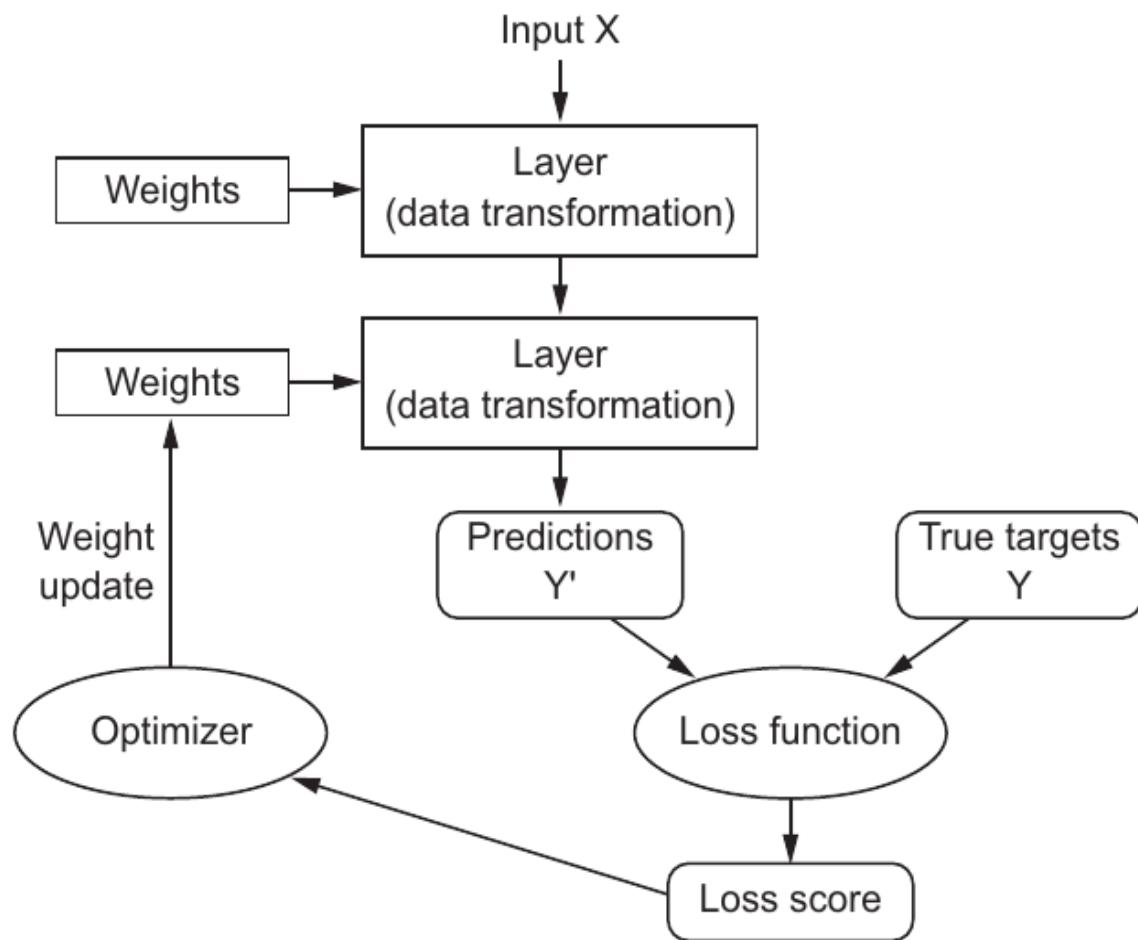 Input X
Weights
Layer
(data transformation)
Weights
Layer
(data transformation)
Weight
update
Predictions
Y'
True targets
Y
Optimizer
Loss function
Loss score